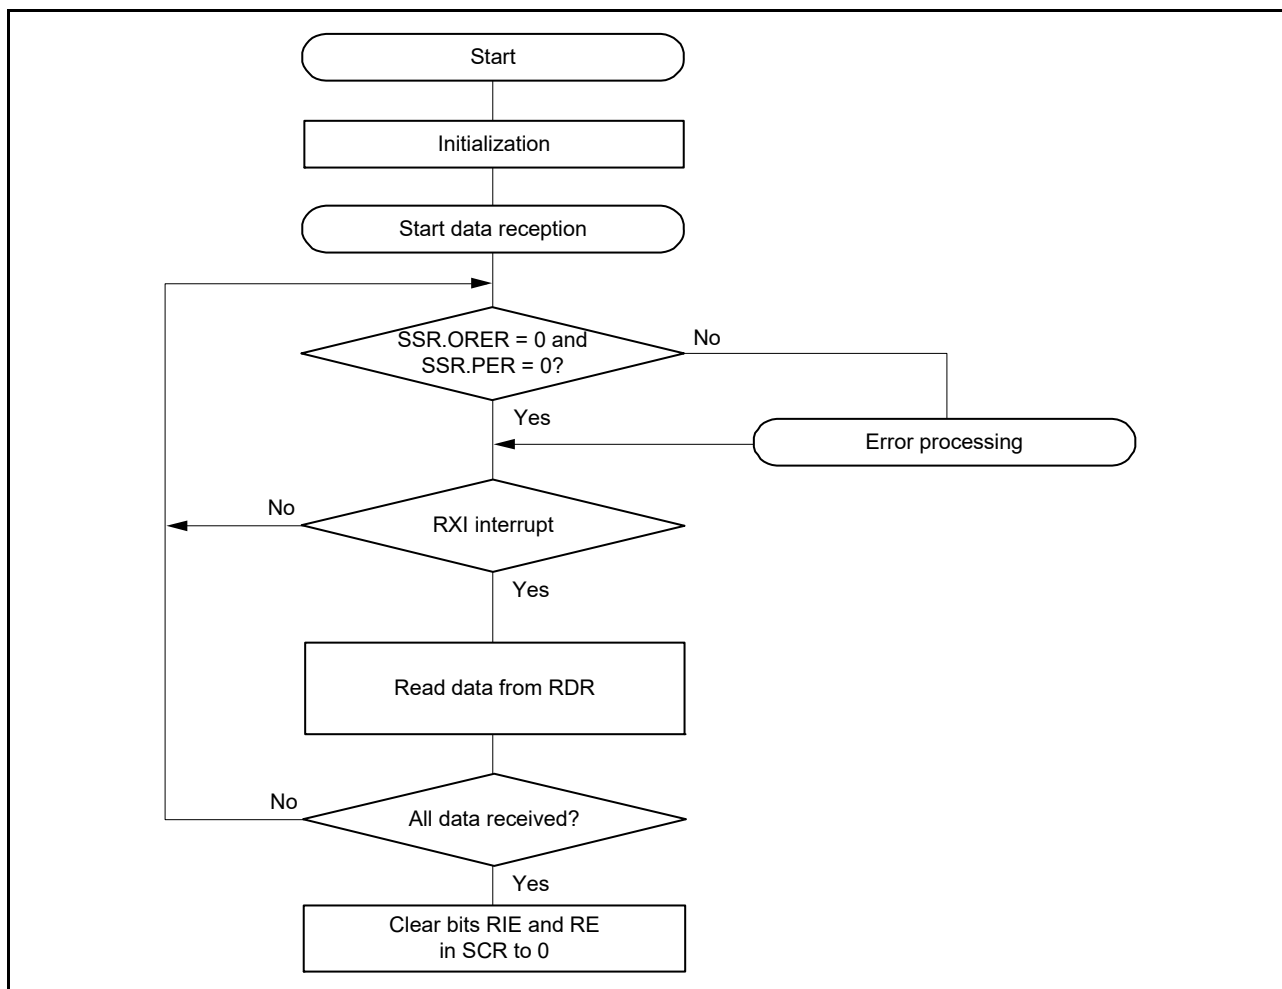 Start
Initialization
Start data reception
SSR.ORER = 0 and
SSR.PER = 0?
No
Yes
Error processing
No
RXI interrupt
Yes
Read data from RDR
No
All data received?
Yes
Clear bits RIE and RE
in SCR to 0